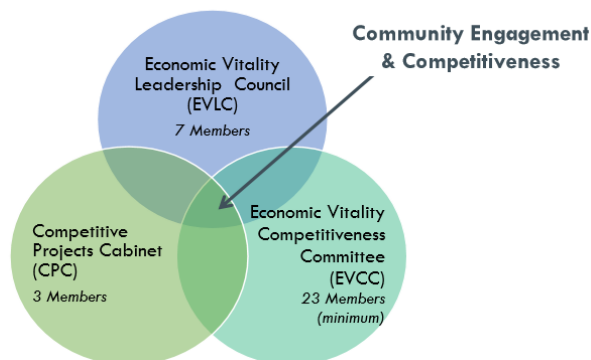 Community Engagement
& Competitiveness
Economic Vitality
Leadership Council
(EVLC)
7 Members
Competitive
Projects Cabinet
(CPC)
3 Members
Economic Vitality
Competitiveness
Committee
(EVCC)
23 Members
(minimum)